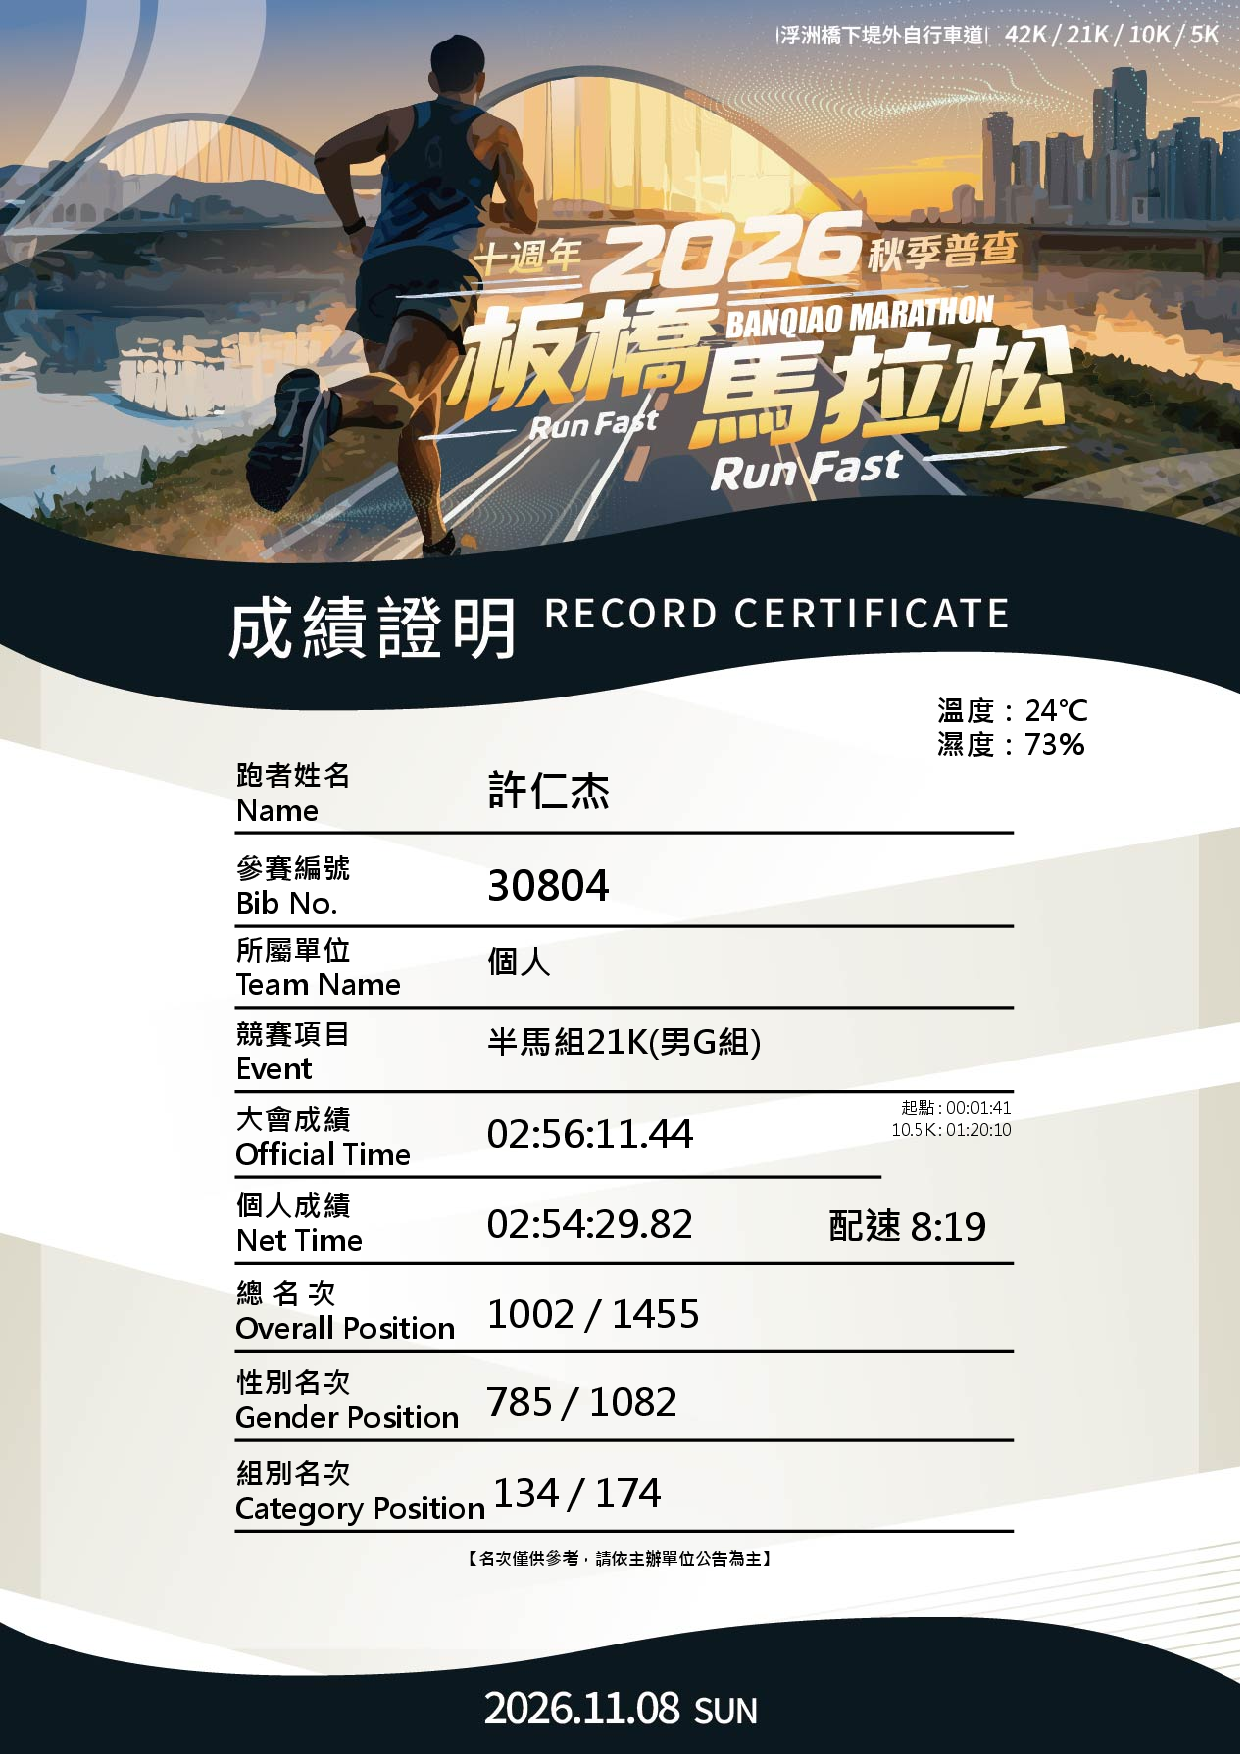 |浮洲橋下堤外自行車道| 42K / 21K / 10K / 5K
十週年 2026 秋季普查
板橋 BANQIAO MARATHON
馬拉松
Run Fast
Run Fast
成績證明 RECORD CERTIFICATE
溫度：24℃
濕度：73%
跑者姓名
Name
許仁杰
參賽編號
Bib No.
30804
所屬單位
Team Name
個人
競賽項目
Event
半馬組21K(男G組)
大會成績
Official Time
02:56:11.44
起點 : 00:01:41
10.5K : 01:20:10
個人成績
Net Time
02:54:29.82
配速 8:19
總 名 次
Overall Position
1002 / 1455
性別名次
Gender Position
785 / 1082
組別名次
Category Position
134 / 174
【名次僅供參考，請依主辦單位公告為主】
2026.11.08 SUN